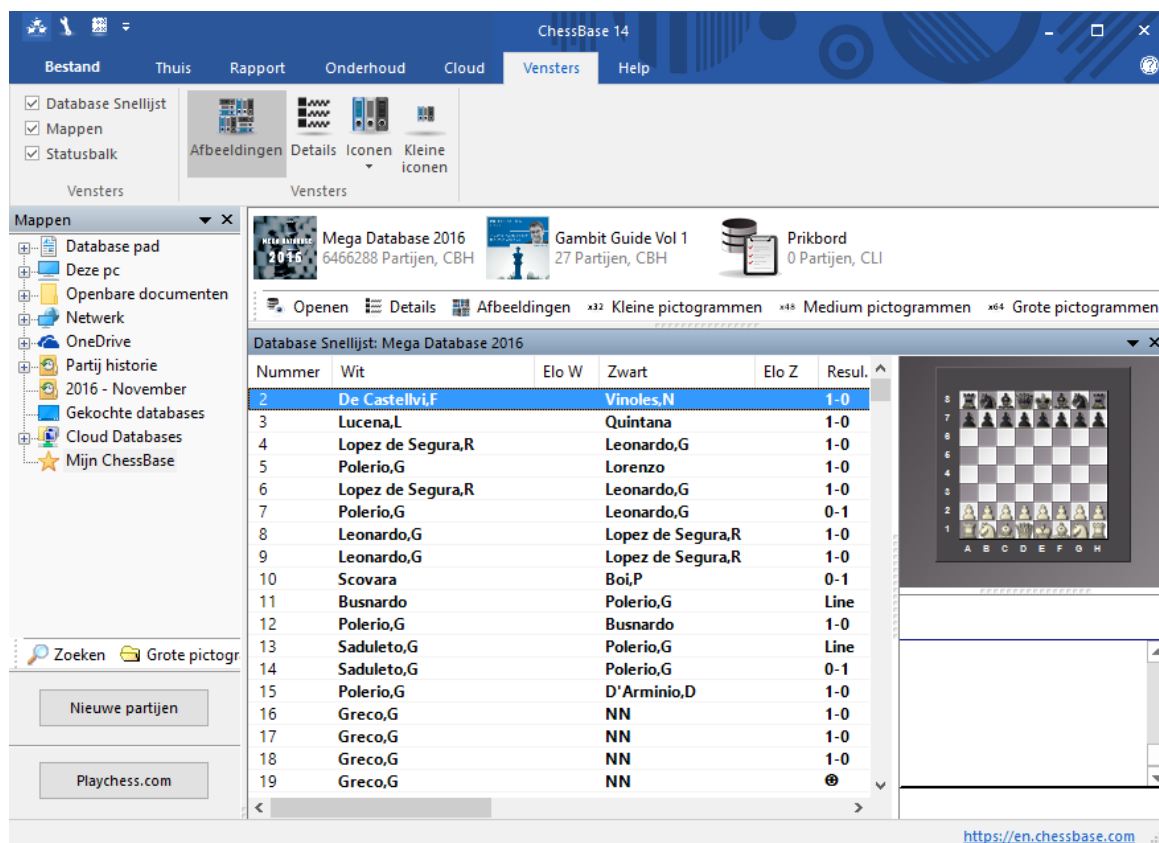 ChessBase 14
Bestand Thuis Rapport Onderhoud Cloud Vensters Help
Database Snellijst
Mappen
Statusbalk
Vensters
Afbeeldingen Details Iconen Kleine iconen
Vensters
Mappen
Database pad
Deze pc
Openbare documenten
Netwerk
OneDrive
Partij historie
2016 - November
Gekochte databases
Cloud Databases
Mijn ChessBase
Zoeken Grote pictogr
Nieuwe partijen
Playchess.com
MEGA DATABASE
2016
Mega Database 2016
6466288 Partijen, CBH
Gambit Guide Vol 1
27 Partijen, CBH
Prikbord
0 Partijen, CLI
Openen Details Afbeeldingen x32 Kleine pictogrammen x48 Medium pictogrammen x64 Grote pictogrammen
Database Snellijst: Mega Database 2016
Nummer Wit Elo W Zwart Elo Z Resul.
2 De Castellvi,F Vinoles,N 1-0
3 Lucena,L Quintana 1-0
4 Lopez de Segura,R Leonardo,G 1-0
5 Polerio,G Lorenzo 1-0
6 Lopez de Segura,R Leonardo,G 1-0
7 Polerio,G Leonardo,G 0-1
8 Leonardo,G Lopez de Segura,R 1-0
9 Leonardo,G Lopez de Segura,R 1-0
10 Scovara Boi,P 0-1
11 Busnardo Polerio,G Line
12 Polerio,G Busnardo 1-0
13 Saduleto,G Polerio,G Line
14 Saduleto,G Polerio,G 0-1
15 Polerio,G D'Arminio,D 1-0
16 Greco,G NN 1-0
17 Greco,G NN 1-0
18 Greco,G NN 1-0
19 Greco,G NN
8
7
6
5
4
3
2
1
A B C D E F G H
https://en.chessbase.com